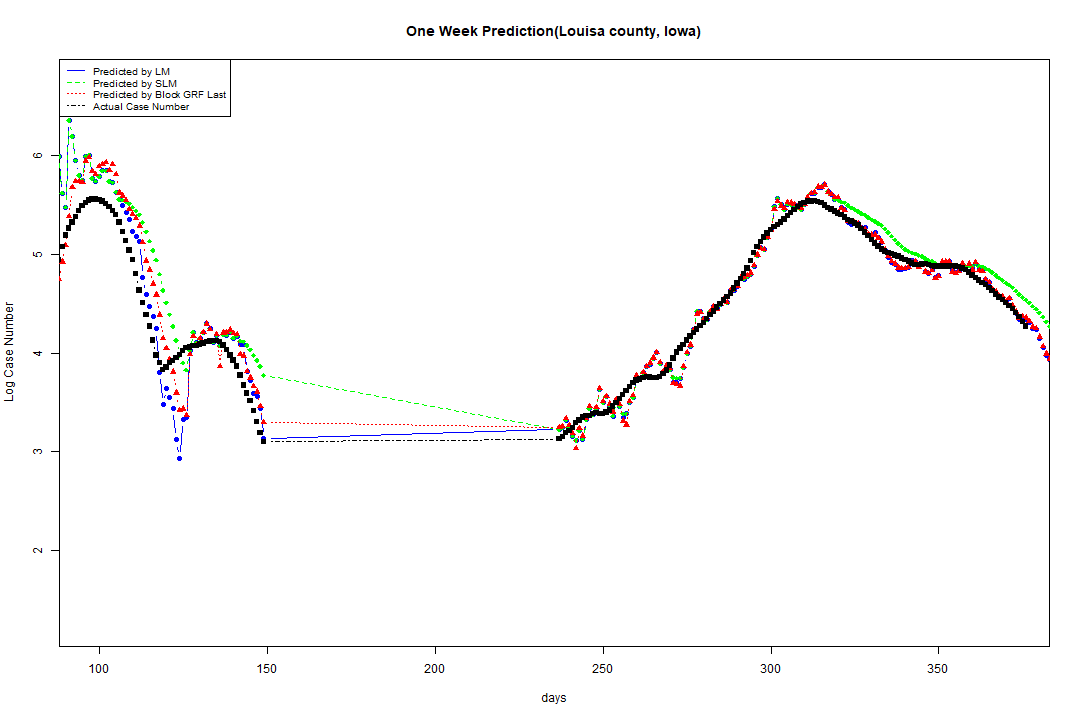 One Week Prediction(Louisa county, Iowa)
Predicted by LM
Predicted by SLM
Predicted by Block GRF Last
Actual Case Number
Log Case Number
6
5
4
3
2
100 150 200 250 300 350
days